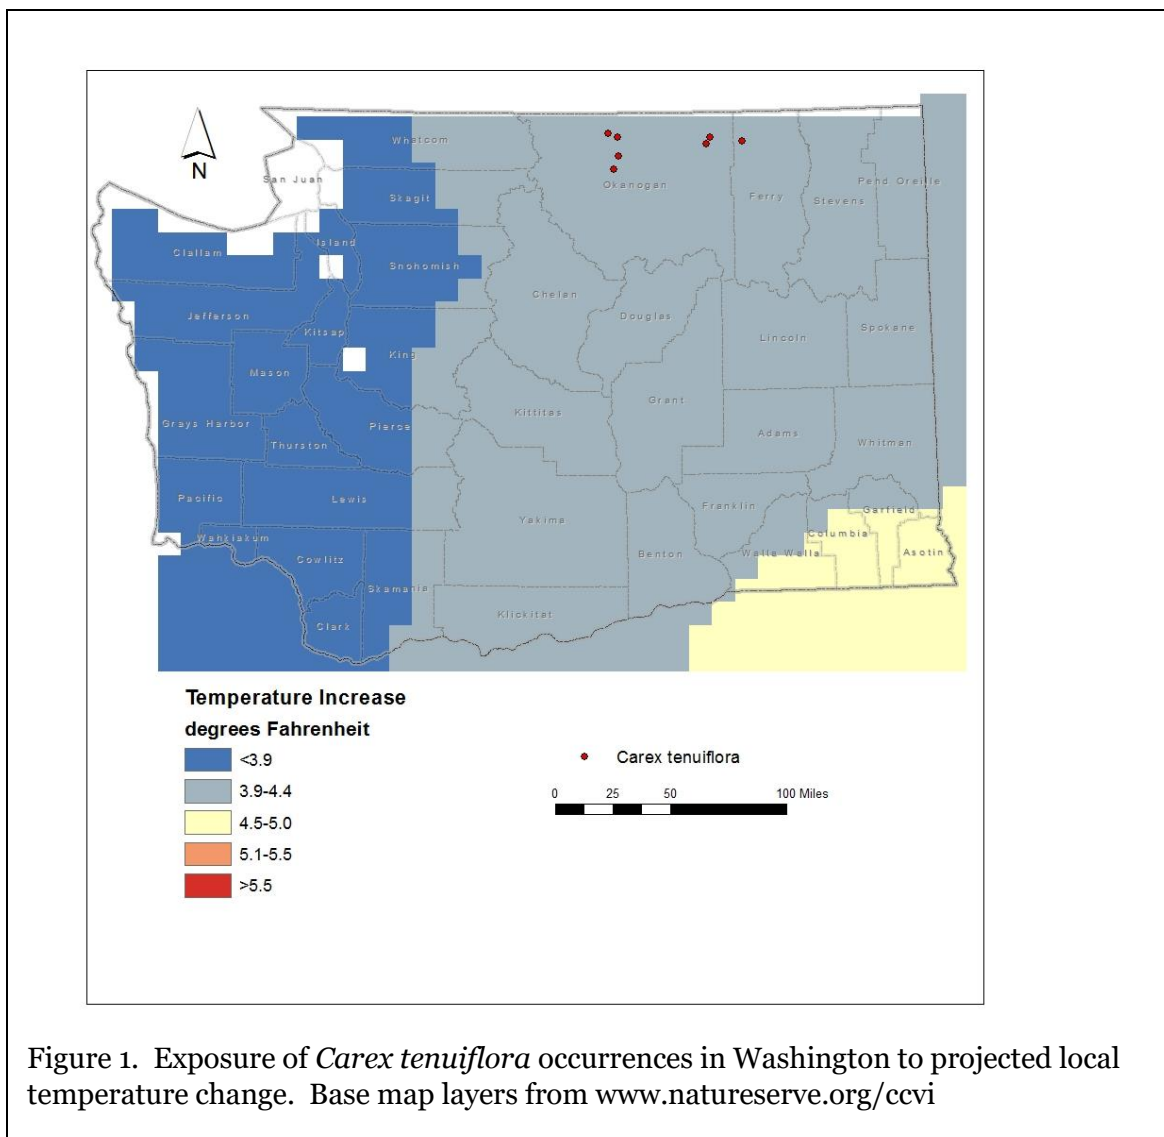 N
San Juan
Whatcom
Skagit
Okanogan
Ferry
Stevens
Pend Oreille
Clallam
Island
Snohomish
Chelan
Douglas
Jefferson
Kitsap
King
Lincoln
Spokane
Mason
Grays Harbor
Thurston
Pierce
Kittitas
Grant
Adams
Whitman
Pacific
Lewis
Yakima
Franklin
Garfield
Wahkiakum
Cowlitz
Skamania
Benton
Walla Walla
Columbia
Asotin
Clark
Klickitat
Temperature Increase
degrees Fahrenheit
<3.9
3.9-4.4
4.5-5.0
5.1-5.5
>5.5
Carex tenuiflora
0 25 50 100 Miles
Figure 1. Exposure of Carex tenuiflora occurrences in Washington to projected local
temperature change. Base map layers from www.natureserve.org/ccvi